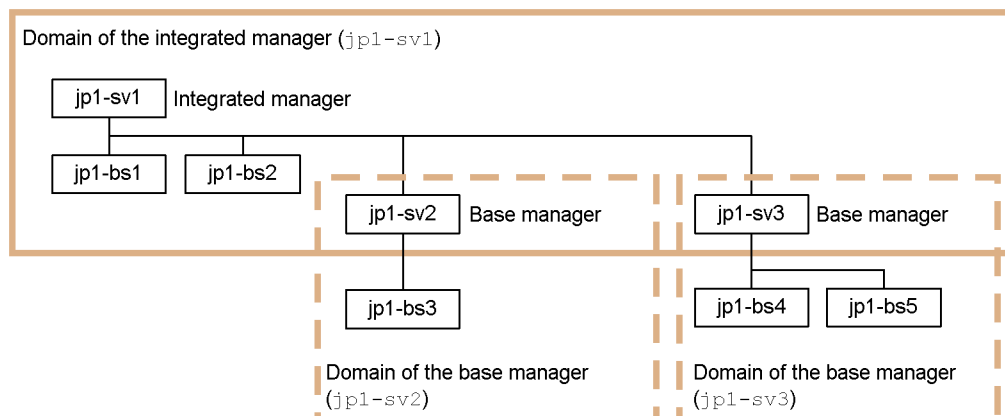 Domain of the integrated manager (jp1-sv1)
jp1-sv1 Integrated manager
jp1-bs1 jp1-bs2
jp1-sv2 Base manager jp1-sv3 Base manager
jp1-bs3 jp1-bs4 jp1-bs5
Domain of the base manager
(jp1-sv2)
Domain of the base manager
(jp1-sv3)